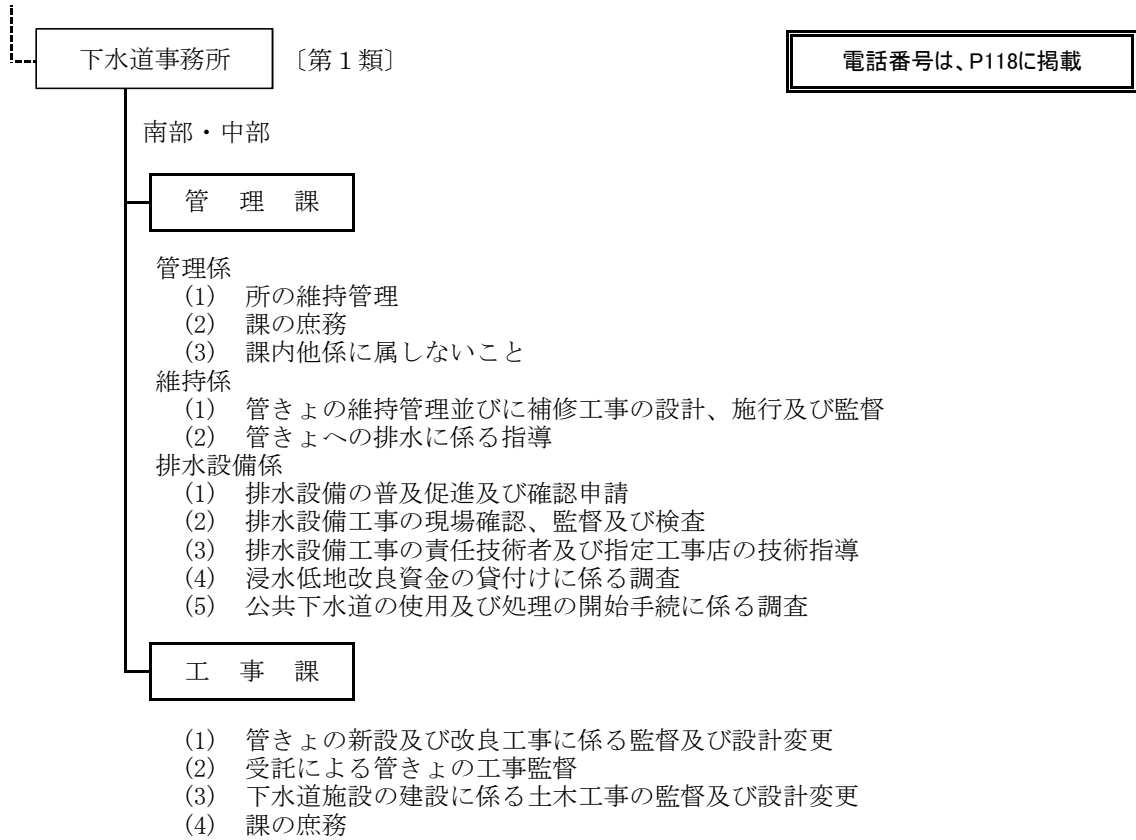 下水道事務所 〔第１類〕 電話番号は、P118に掲載
南部・中部
管理課
管理係
(1) 所の維持管理
(2) 課の庶務
(3) 課内他係に属しないこと
維持係
(1) 管きょの維持管理並びに補修工事の設計、施行及び監督
(2) 管きょへの排水に係る指導
排水設備係
(1) 排水設備の普及促進及び確認申請
(2) 排水設備工事の現場確認、監督及び検査
(3) 排水設備工事の責任技術者及び指定工事店の技術指導
(4) 浸水低地改良資金の貸付けに係る調査
(5) 公共下水道の使用及び処理の開始手続に係る調査
工事課
(1) 管きょの新設及び改良工事に係る監督及び設計変更
(2) 受託による管きょの工事監督
(3) 下水道施設の建設に係る土木工事の監督及び設計変更
(4) 課の庶務